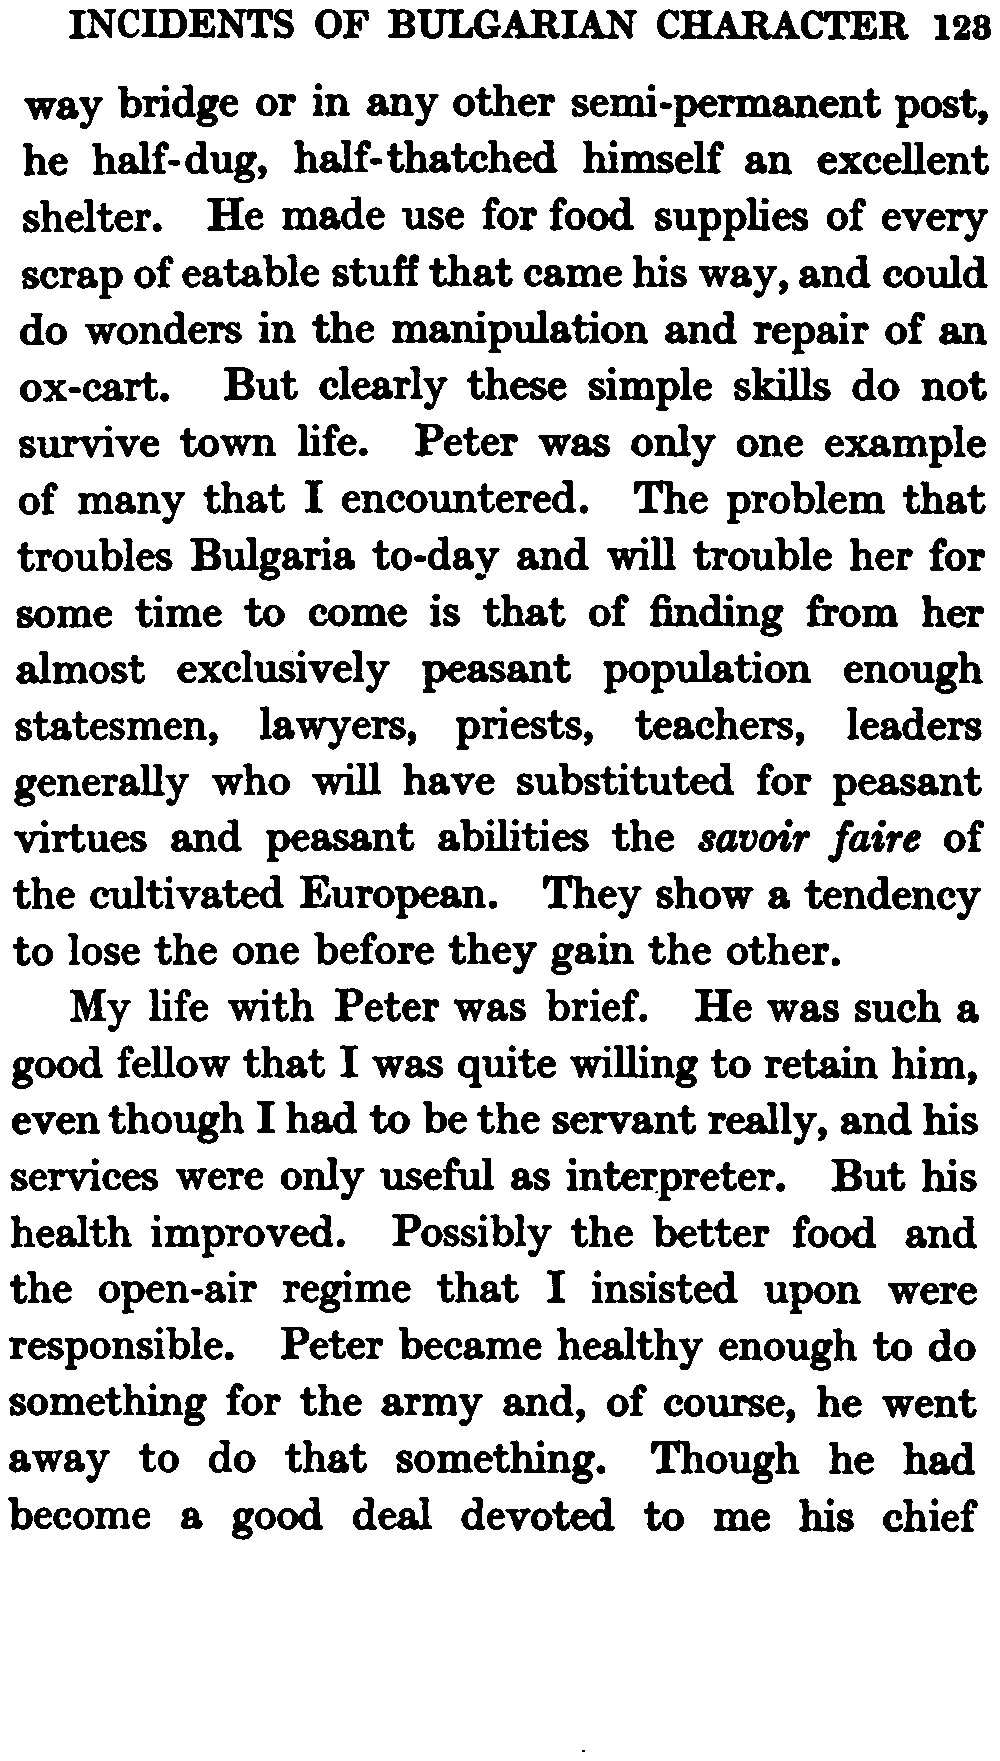 INCIDENTS OF BULGARIAN CHARACTER 123
way bridge or in any other semi-permanent post,
he half-dug, half-thatched himself an excellent
shelter. He made use for food supplies of every
scrap of eatable stuff that came his way, and could
do wonders in the manipulation and repair of an
ox-cart. But clearly these simple skills do not
survive town life. Peter was only one example
of many that I encountered. The problem that
troubles Bulgaria to-day and will trouble her for
some time to come is that of finding from her
almost exclusively peasant population enough
statesmen, lawyers, priests, teachers, leaders
generally who will have substituted for peasant
virtues and peasant abilities the savoir faire of
the cultivated European. They show a tendency
to lose the one before they gain the other.
My life with Peter was brief. He was such a
good fellow that I was quite willing to retain him,
even though I had to be the servant really, and his
services were only useful as interpreter. But his
health improved. Possibly the better food and
the open-air regime that I insisted upon were
responsible. Peter became healthy enough to do
something for the army and, of course, he went
away to do that something. Though he had
become a good deal devoted to me his chief